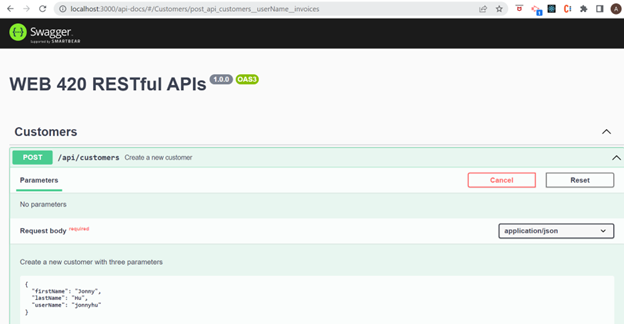 localhost:3000/api-docs/#/Customers/post_api_customers__userName__invoices
Swagger.
Supported by SMARTBEAR
WEB 420 RESTful APIs 1.0.0 OAS3
Customers
POST /api/customers Create a new customer
Parameters Cancel Reset
No parameters
Request body required application/json
Create a new customer with three parameters
{
"firstName": "Jonny",
"lastName": "Hu",
"userName": "jonnyhu"
}